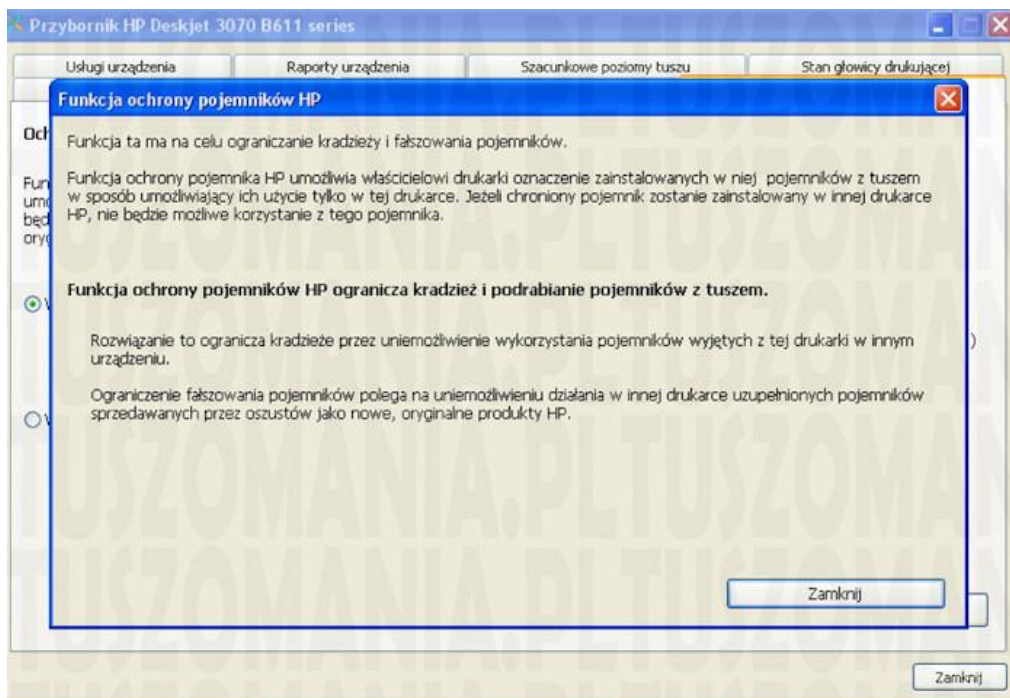 Przybornik HP Deskjet 3070 B611 series
Usługi urządzenia Raporty urządzenia Szacunkowe poziomy tuszu Stan głowicy drukującej
Funkcja ochrony pojemników HP
Funkcja ta ma na celu ograniczanie kradzieży i fałszowania pojemników.
Funkcja ochrony pojemnika HP umożliwia właścicielowi drukarki oznaczenie zainstalowanych w niej pojemników z tuszem
w sposób umożliwiający ich użycie tylko w tej drukarce. Jeżeli chroniony pojemnik zostanie zainstalowany w innej drukarce
HP, nie będzie możliwe korzystanie z tego pojemnika.
Funkcja ochrony pojemników HP ogranicza kradzież i podrabianie pojemników z tuszem.
Rozwiązanie to ogranicza kradzieże przez uniemożliwienie wykorzystania pojemników wyjętych z tej drukarki w innym
urządzeniu.
Ograniczenie fałszowania pojemników polega na uniemożliwieniu działania w innej drukarce uzupełnionych pojemników
sprzedawanych przez oszustów jako nowe, oryginalne produkty HP.
Zamknij
Zamknij
TUSZOMANIA.PL